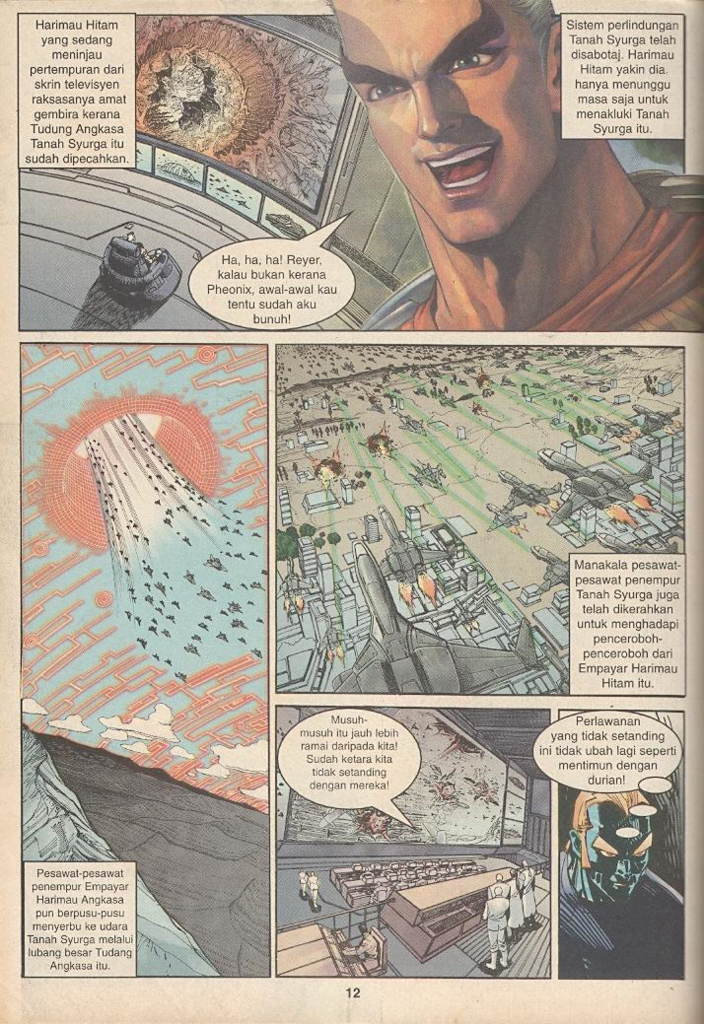 Harimau Hitam
yang sedang
meninjau
pertempuran dari
skrin televisyen
raksasanya amat
gembira kerana
Tudung Angkasa
Tanah Syurga itu
sudah dipecahkan.
Sistem perlindungan
Tanah Syurga telah
disabotaj. Harimau
Hitam yakin dia
hanya menunggu
masa saja untuk
menakluki Tanah
Syurga itu.
Ha, ha, ha! Reyer,
kalau bukan kerana
Pheonix, awal-awal kau
tentu sudah aku
bunuh!
Pesawat-pesawat
penempur Empayar
Harimau Angkasa
pun berpusu-pusu
menyerbu ke udara
Tanah Syurga melalui
lubang besar Tudang
Angkasa itu.
Manakala pesawat-
pesawat penempur
Tanah Syurga juga
telah dikerahkan
untuk menghadapi
penceroboh-
penceroboh dari
Empayar Harimau
Hitam itu.
Musuh-
musuh itu jauh lebih
ramai daripada kita!
Sudah ketara kita
tidak setanding
dengan mereka!
Perlawanan
yang tidak setanding
ini tidak ubah lagi seperti
mentimun dengan
durian!
12